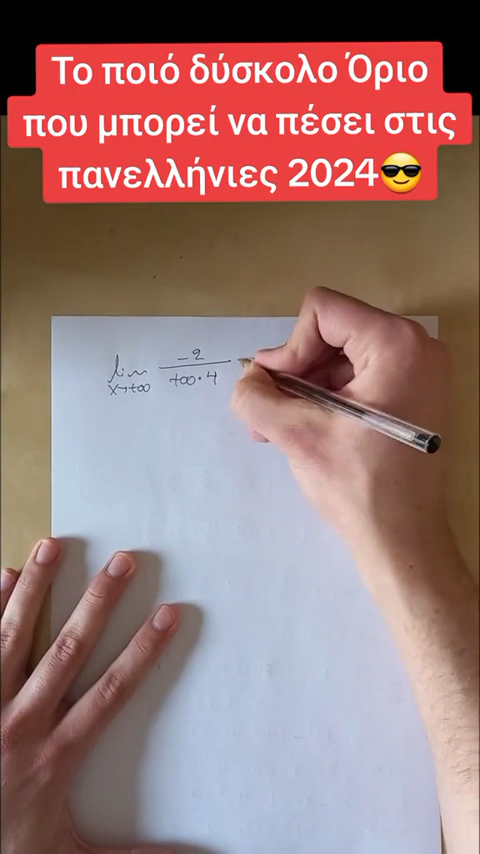 Το ποιό δύσκολο Όριο
που μπορεί να πέσει στις
πανελλήνιες 2024😎
lim -2
x→+∞ +∞·4